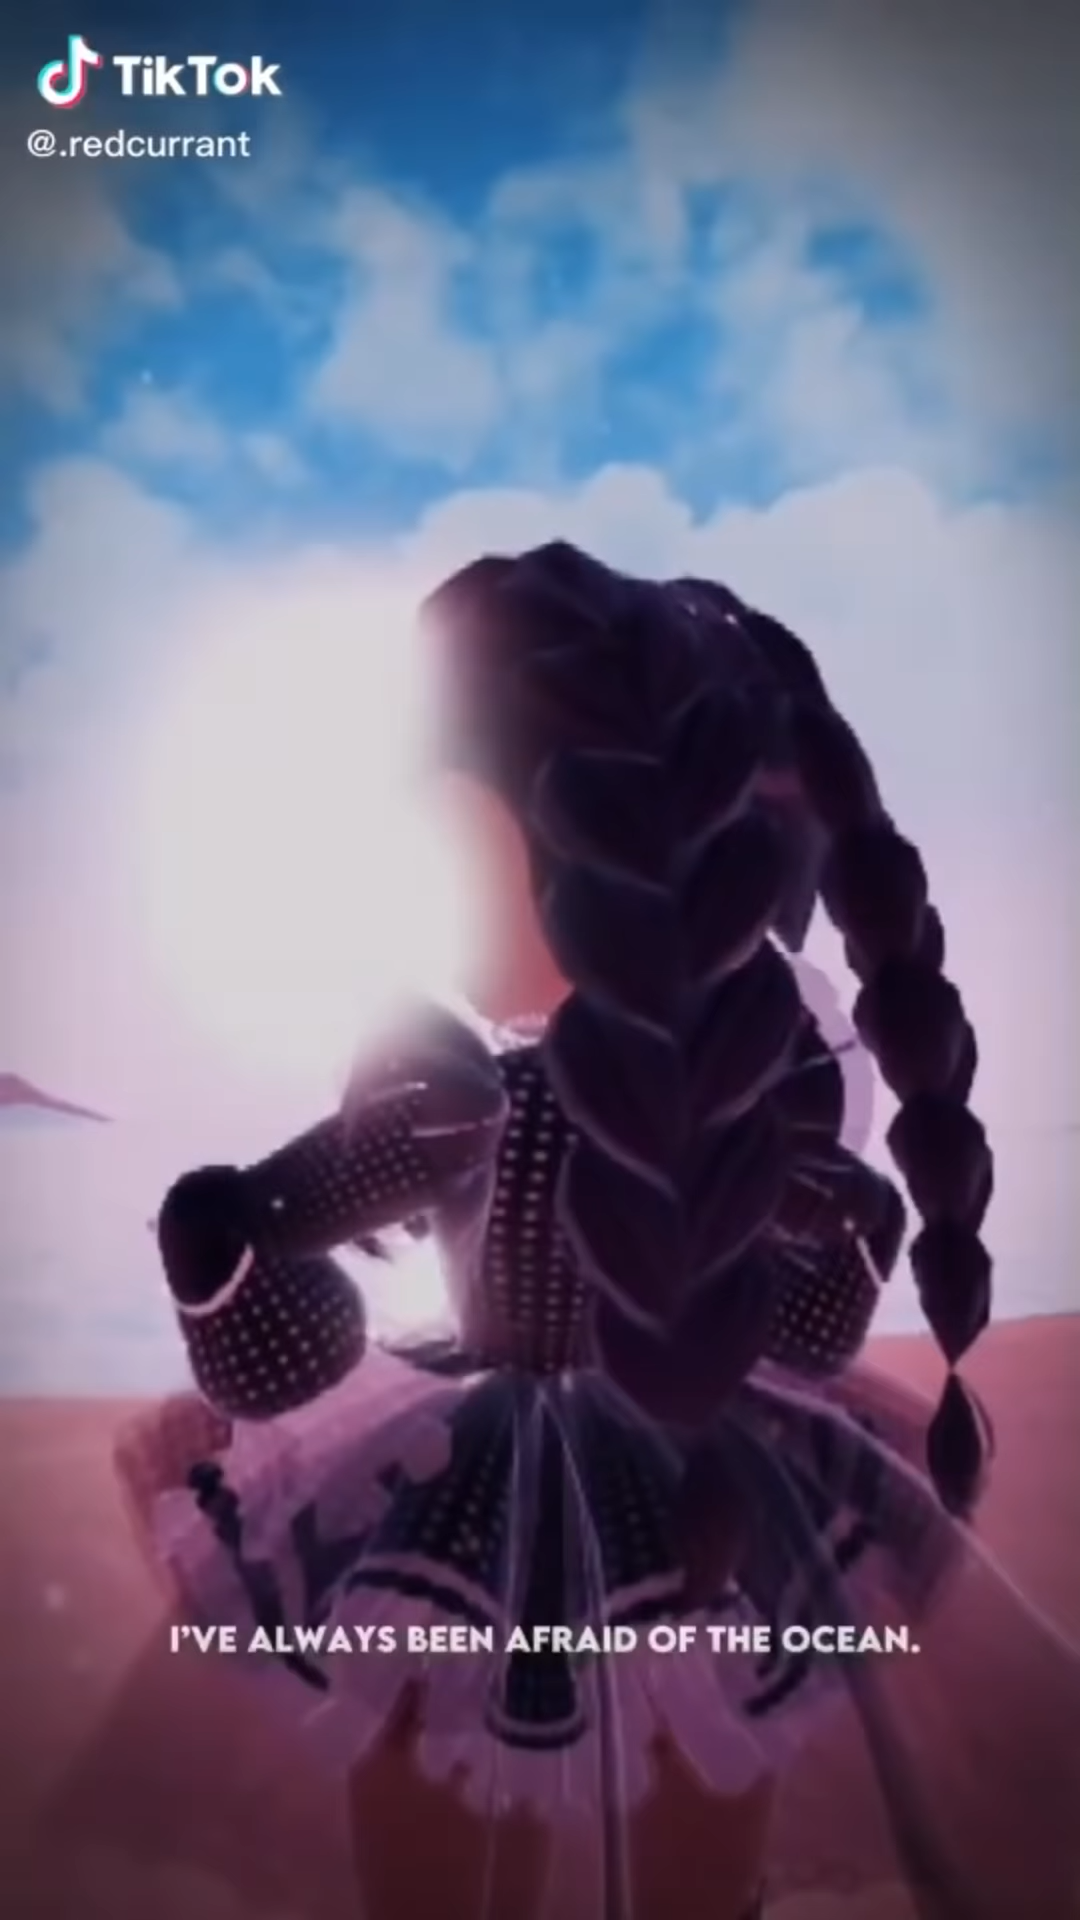 TikTok
@.redcurrant
I'VE ALWAYS BEEN AFRAID OF THE OCEAN.